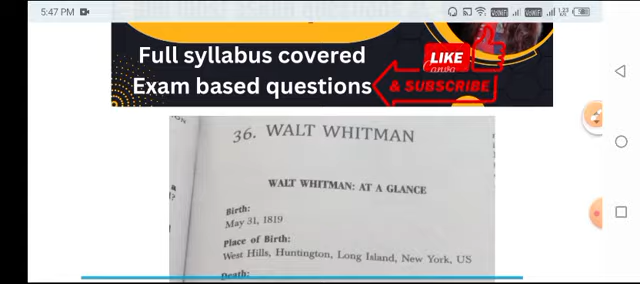 5:47 PM
Full syllabus covered
Exam based questions
LIKE
Canva
& SUBSCRIBE
36. WALT WHITMAN
WALT WHITMAN: AT A GLANCE
Birth:
May 31, 1819
Place of Birth:
West Hills, Huntington, Long Island, New York, US
Death: